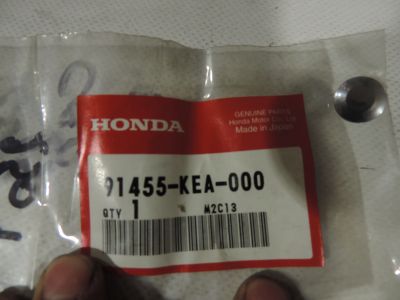 HONDA
GENUINE PARTS
Honda Motor Co., Ltd.
Made in Japan
91455-KEA-000
QTY 1 M2C13